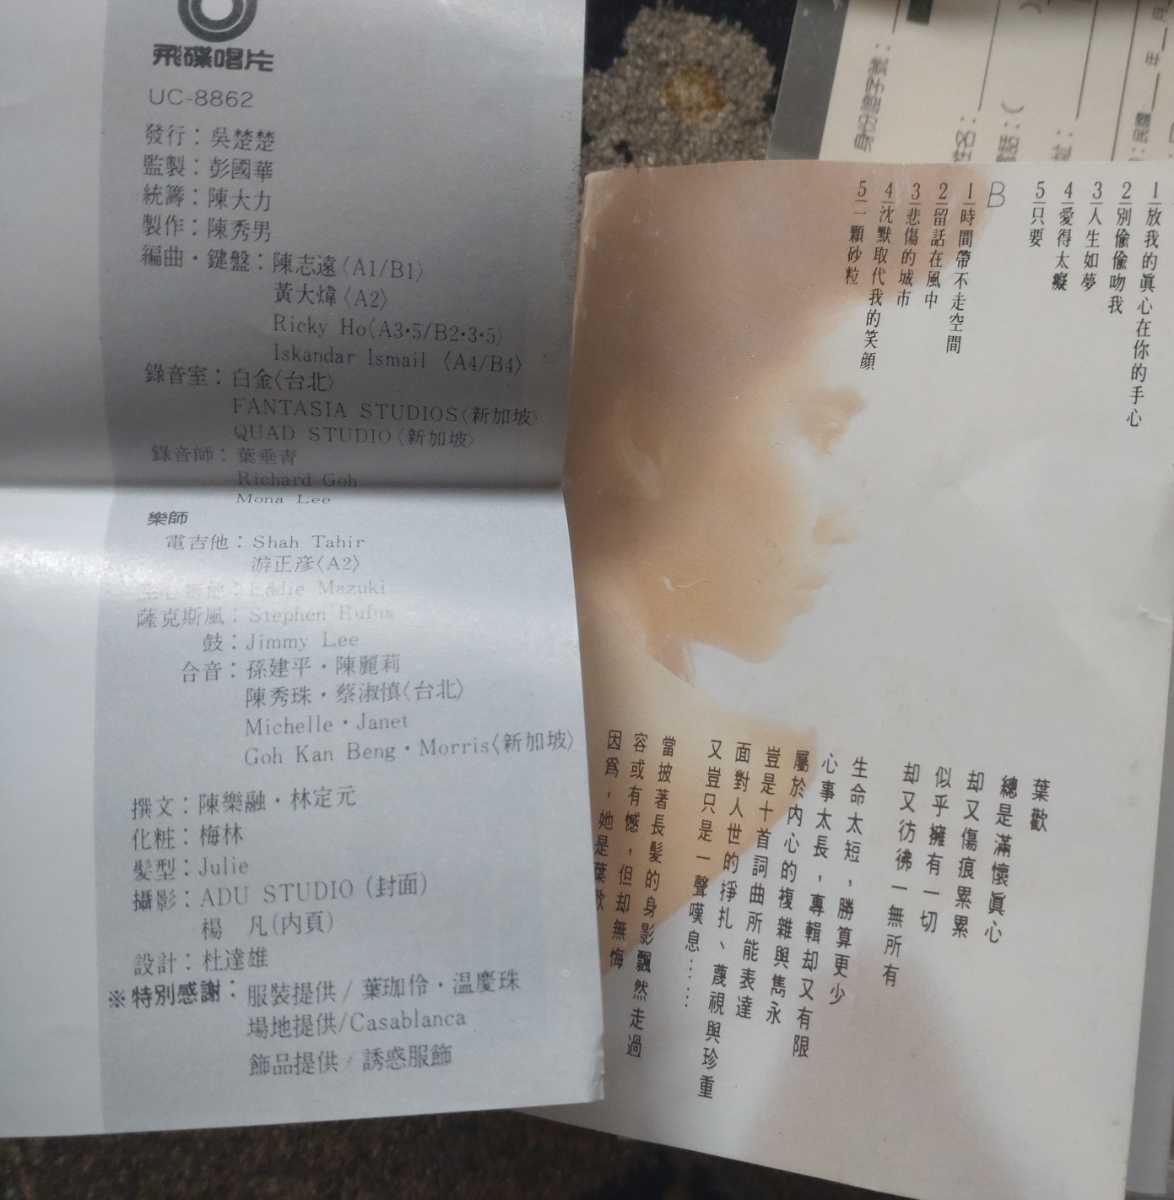 飛碟唱片
UC-8862
發行：吳楚楚
監製：彭國華
統籌：陳大力
製作：陳秀男
編曲・鍵盤：陳志遠〈A1/B1〉
黃大煒〈A2〉
Ricky Ho〈A3・5/B2・3・5〉
Iskandar Ismail 〈A4/B4〉
錄音室：白金〈台北〉
FANTASIA STUDIOS〈新加坡〉
QUAD STUDIO〈新加坡〉
錄音師：葉垂青
Richard Goh
Mona Lee
樂師
電吉他：Shah Tahir
游正彥〈A2〉
Eddie Mazuki
薩克斯風：Stephen Rufus
鼓：Jimmy Lee
合音：孫建平・陳麗莉
陳秀珠・蔡淑慎〈台北〉
Michelle・Janet
Goh Kan Beng・Morris〈新加坡〉
撰文：陳樂融・林定元
化粧：梅林
髮型：Julie
攝影：ADU STUDIO (封面)
楊　凡(內頁)
設計：杜達雄
※特別感謝：服裝提供/ 葉珈伶・温慶珠
場地提供/Casablanca
飾品提供/ 誘惑服飾
1放我的眞心在你的手心
2別偷偷吻我
3人生如夢
4愛得太癡
5只要
B
1時間帶不走空間
2留話在風中
3悲傷的城市
4沈默取代我的笑顏
5一顆砂粒
葉歡
總是滿懷眞心
却又傷痕累累
似乎擁有一切
却又彷彿一無所有
生命太短，勝算更少
心事太長，專輯却又有限
屬於內心的複雜與雋永
豈是十首詞曲所能表達
面對人世的掙扎、蔑視與珍重
又豈只是一聲嘆息……
當披著長髮的身影飄然走過
容或有憾，但却無悔
因爲，她是葉歡
身份證字號：
姓名：